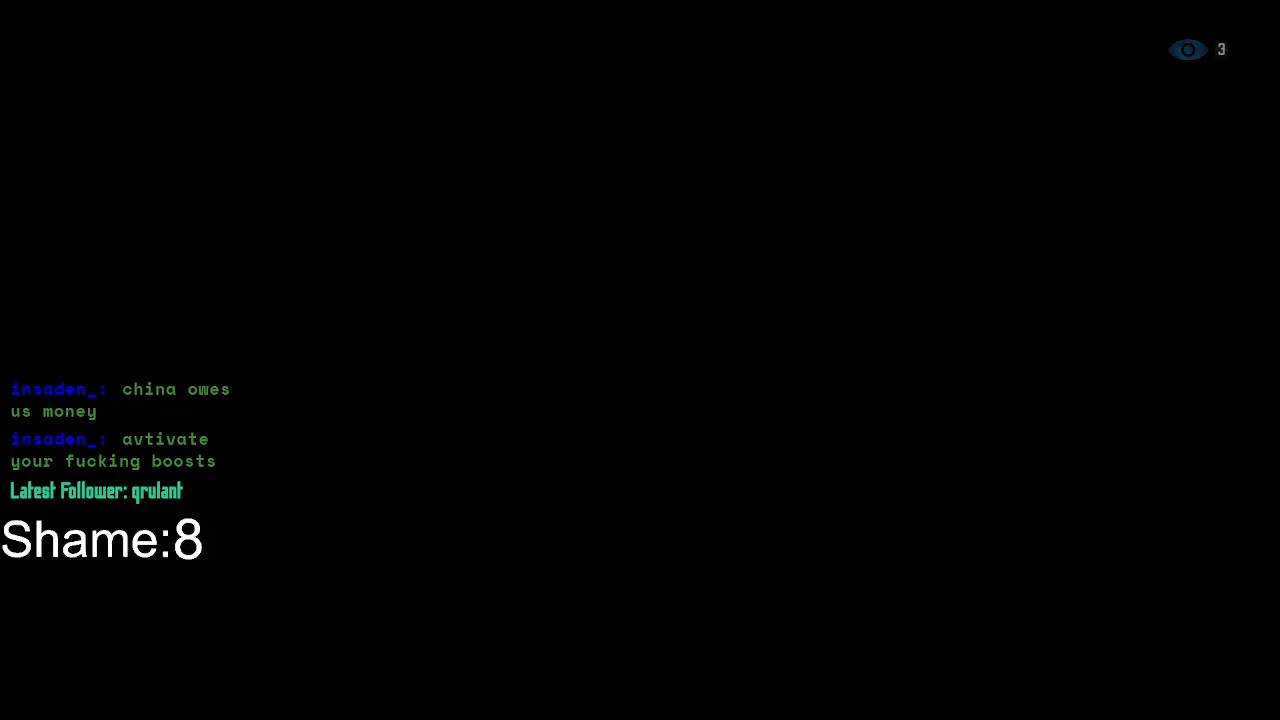 3
insaden_: china owes
us money
insaden_: avtivate
your fucking boosts
Latest Follower: qrulant
Shame:8